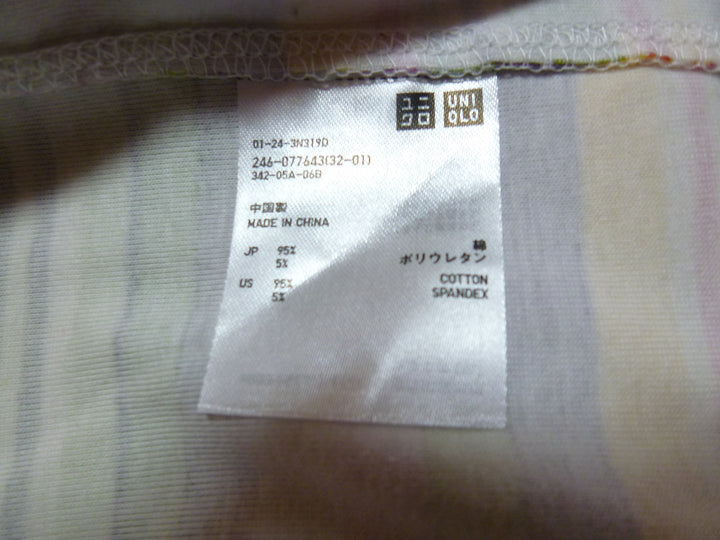 ユニ UNI
クロ QLO
01-24-3N319D
246-077643(32-01)
342-05A-06B
中国製
MADE IN CHINA
JP 95% 綿
5% ポリウレタン
US 95% COTTON
5% SPANDEX